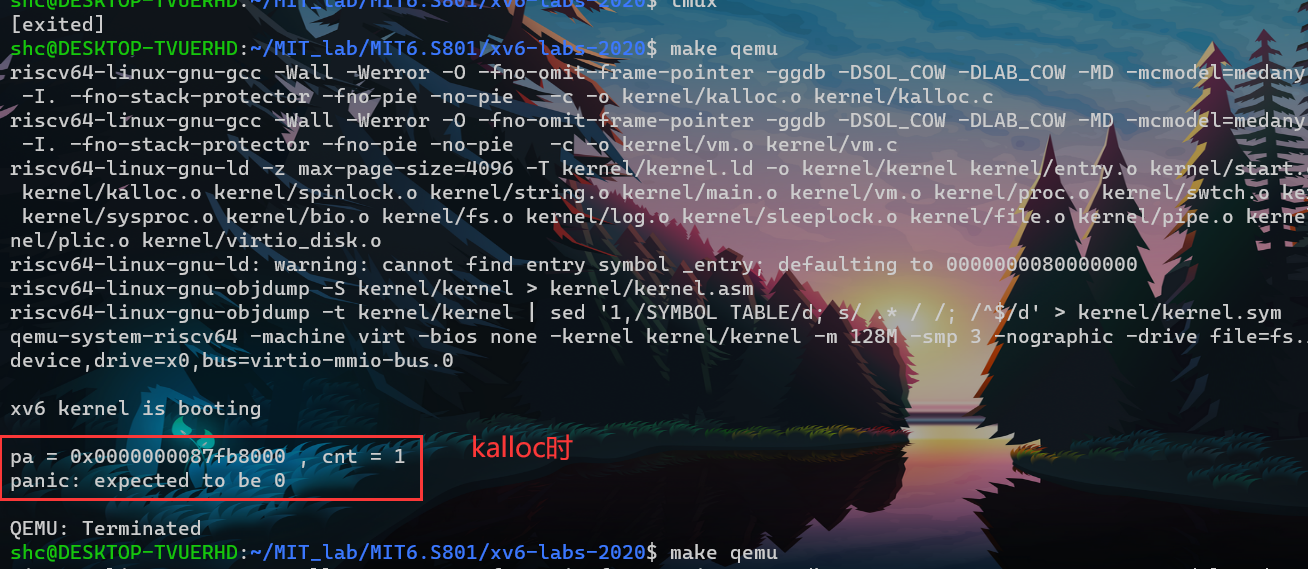 shc@DESKTOP-TVUERHD:~/MIT_lab/MIT6.S801/xv6-labs-2020$ tmux
[exited]
shc@DESKTOP-TVUERHD:~/MIT_lab/MIT6.S801/xv6-labs-2020$ make qemu
riscv64-linux-gnu-gcc -Wall -Werror -O -fno-omit-frame-pointer -ggdb -DSOL_COW -DLAB_COW -MD -mcmodel=medany
-I. -fno-stack-protector -fno-pie -no-pie   -c -o kernel/kalloc.o kernel/kalloc.c
riscv64-linux-gnu-gcc -Wall -Werror -O -fno-omit-frame-pointer -ggdb -DSOL_COW -DLAB_COW -MD -mcmodel=medany
-I. -fno-stack-protector -fno-pie -no-pie   -c -o kernel/vm.o kernel/vm.c
riscv64-linux-gnu-ld -z max-page-size=4096 -T kernel/kernel.ld -o kernel/kernel kernel/entry.o kernel/start.
kernel/kalloc.o kernel/spinlock.o kernel/string.o kernel/main.o kernel/vm.o kernel/proc.o kernel/swtch.o ke
kernel/sysproc.o kernel/bio.o kernel/fs.o kernel/log.o kernel/sleeplock.o kernel/file.o kernel/pipe.o kerne
nel/plic.o kernel/virtio_disk.o
riscv64-linux-gnu-ld: warning: cannot find entry symbol _entry; defaulting to 0000000080000000
riscv64-linux-gnu-objdump -S kernel/kernel > kernel/kernel.asm
riscv64-linux-gnu-objdump -t kernel/kernel | sed '1,/SYMBOL TABLE/d; s/ .* / /; /^$/d' > kernel/kernel.sym
qemu-system-riscv64 -machine virt -bios none -kernel kernel/kernel -m 128M -smp 3 -nographic -drive file=fs.
device,drive=x0,bus=virtio-mmio-bus.0
xv6 kernel is booting
pa = 0x0000000087fb8000 , cnt = 1
kalloc时
panic: expected to be 0
QEMU: Terminated
shc@DESKTOP-TVUERHD:~/MIT_lab/MIT6.S801/xv6-labs-2020$ make qemu